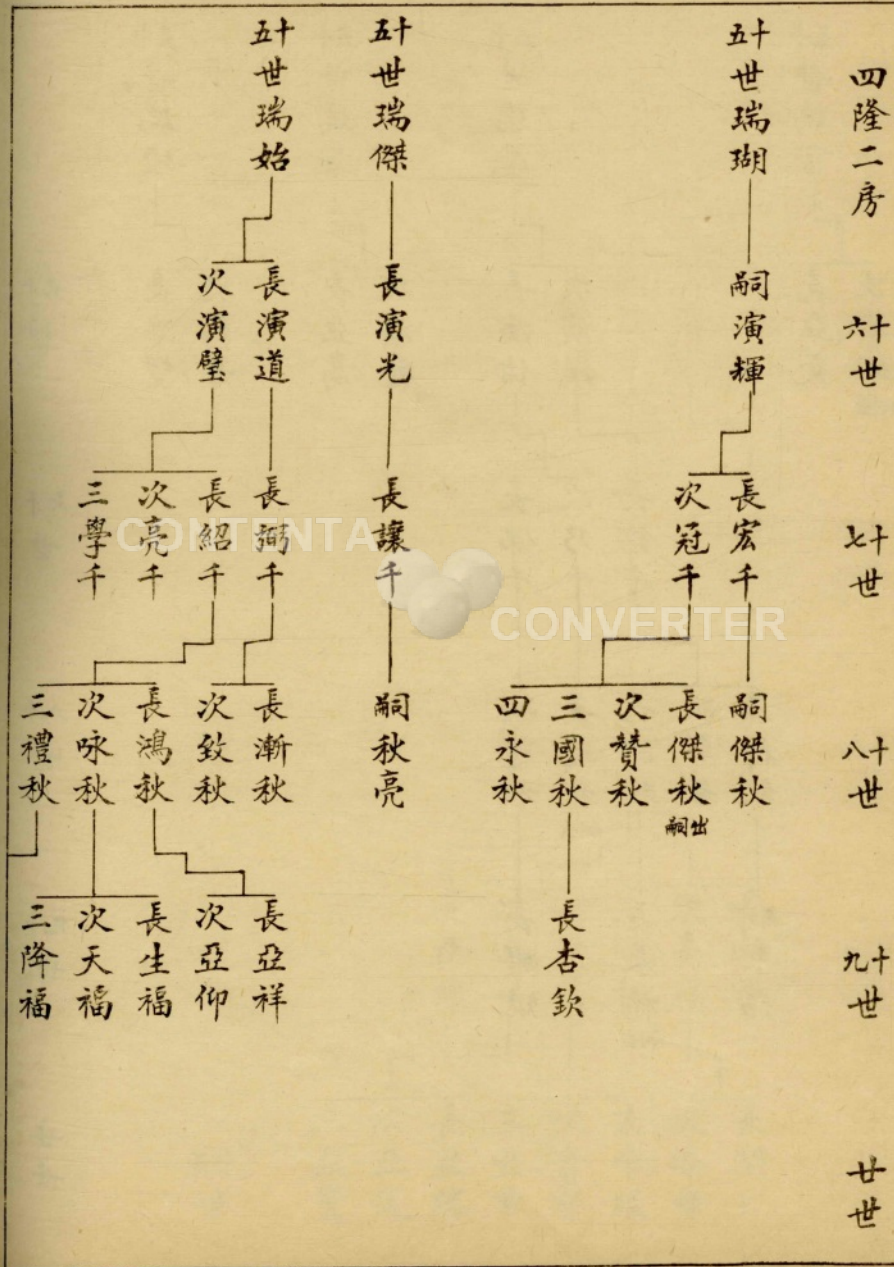 四隆二房
十六世
十七世
十八世
十九世
廿世
十五世瑞瑚
嗣演輝
長宏千
次冠千
嗣傑秋
長傑秋
出嗣
次贊秋
三國秋
四永秋
長杏欽
十五世瑞傑
長演光
長讓千
嗣秋亮
十五世瑞始
長演道
次演璧
長弼千
長紹千
次亮千
三學千
長漸秋
次致秋
長鴻秋
次咏秋
三禮秋
長亞祥
次亞仰
長生福
次天福
三降福
CONTENTA
CONVERTER